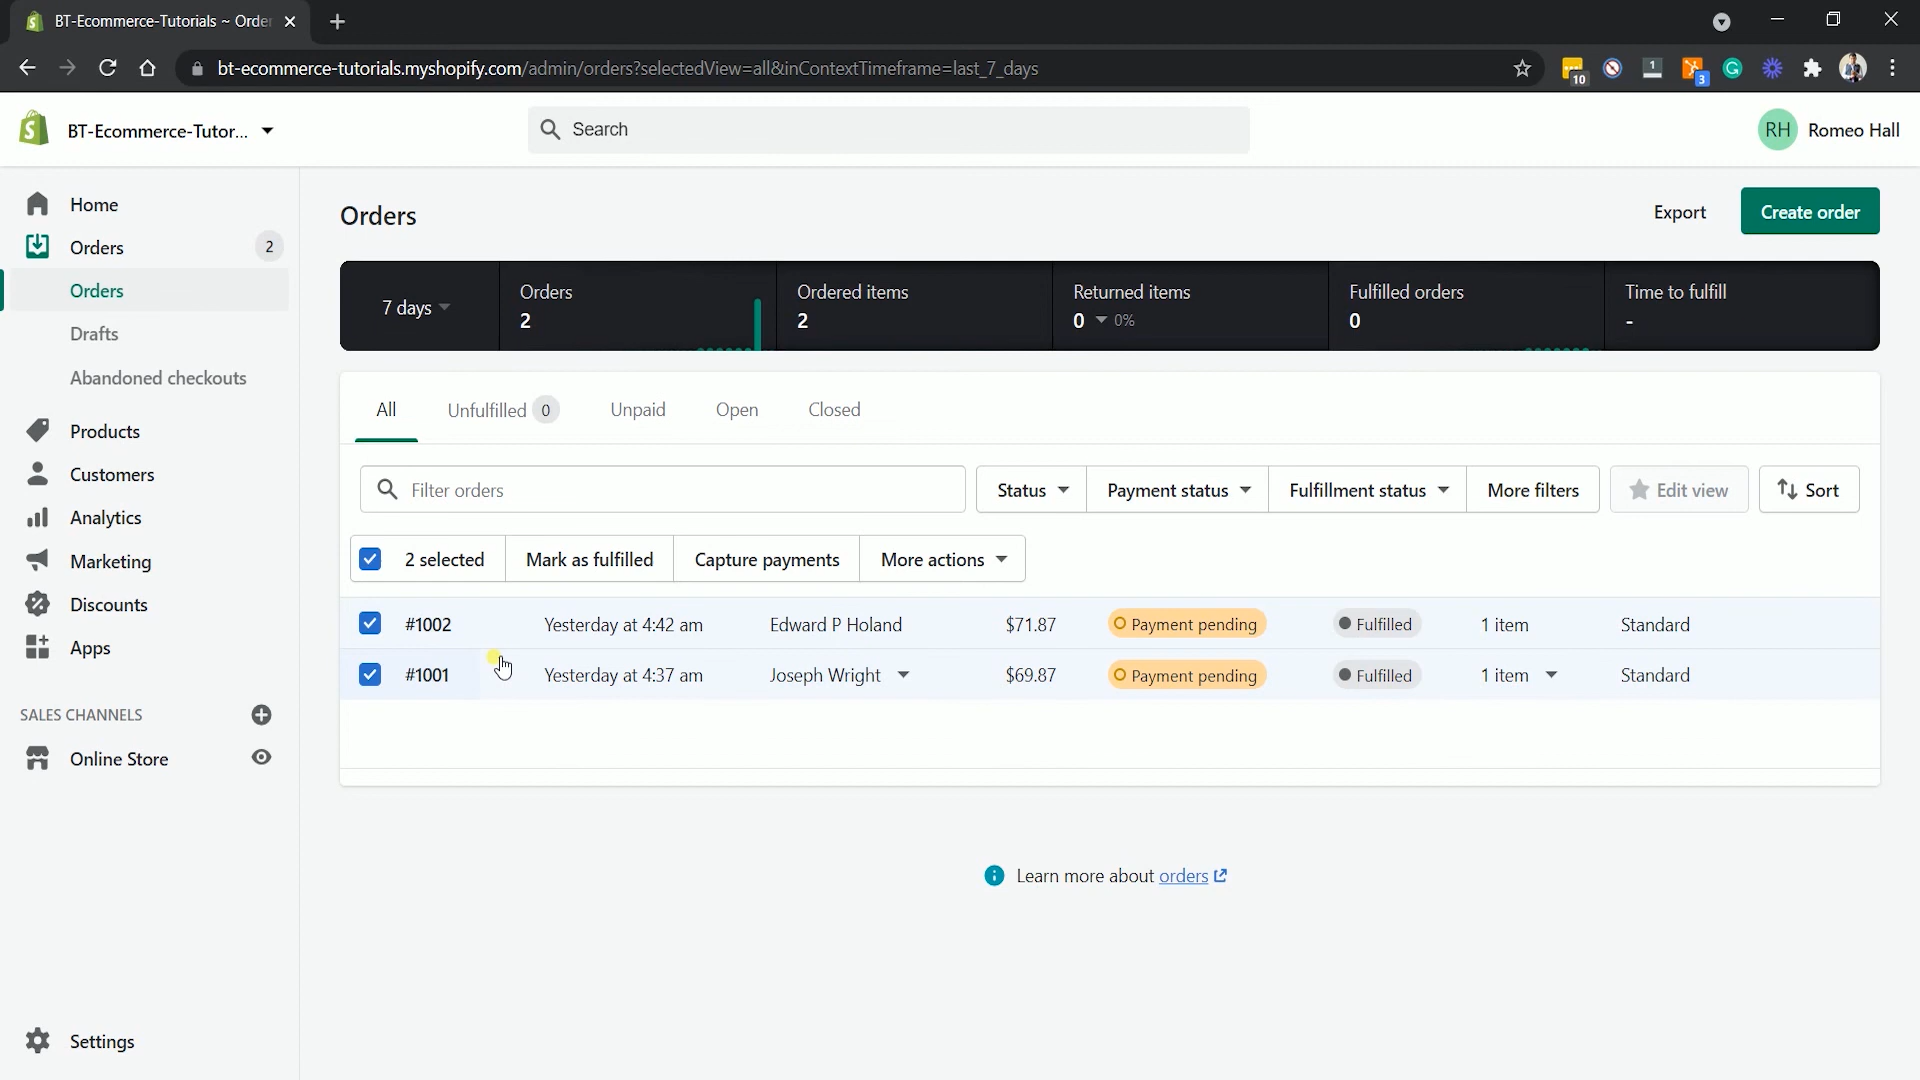 BT-Ecommerce-Tutorials ~ Order
bt-ecommerce-tutorials.myshopify.com/admin/orders?selectedView=all&inContextTimeframe=last_7_days
10
1
3
BT-Ecommerce-Tutor...
Search
RH Romeo Hall
Home
Orders 2
Orders
Drafts
Abandoned checkouts
Products
Customers
Analytics
Marketing
Discounts
Apps
SALES CHANNELS
Online Store
Settings
Orders
Export
Create order
7 days
Orders
2
Ordered items
2
Returned items
0 0%
Fulfilled orders
0
Time to fulfill
-
All Unfulfilled 0 Unpaid Open Closed
Filter orders Status Payment status Fulfillment status More filters Edit view Sort
2 selected Mark as fulfilled Capture payments More actions
#1002 Yesterday at 4:42 am Edward P Holand $71.87 Payment pending Fulfilled 1 item Standard
#1001 Yesterday at 4:37 am Joseph Wright $69.87 Payment pending Fulfilled 1 item Standard
Learn more about orders